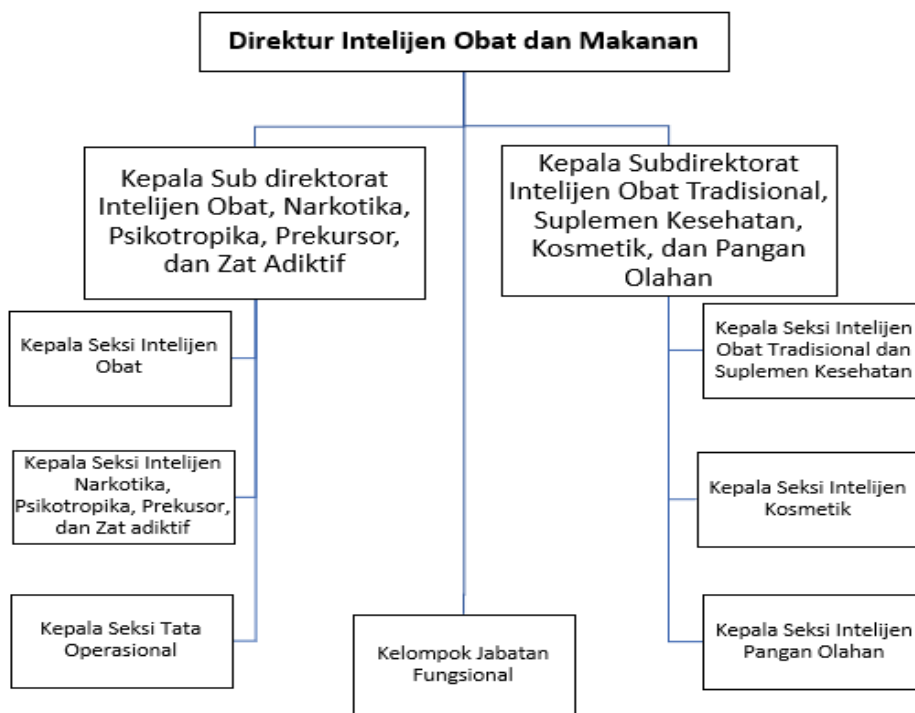 Direktur Intelijen Obat dan Makanan
Kepala Sub direktorat
Intelijen Obat, Narkotika,
Psikotropika, Prekursor,
dan Zat Adiktif
Kepala Subdirektorat
Intelijen Obat Tradisional,
Suplemen Kesehatan,
Kosmetik, dan Pangan
Olahan
Kepala Seksi Intelijen
Obat
Kepala Seksi Intelijen
Obat Tradisional dan
Suplemen Kesehatan
Kepala Seksi Intelijen
Narkotika,
Psikotropika, Prekusor,
dan Zat adiktif
Kepala Seksi Intelijen
Kosmetik
Kepala Seksi Tata
Operasional
Kelompok Jabatan
Fungsional
Kepala Seksi Intelijen
Pangan Olahan